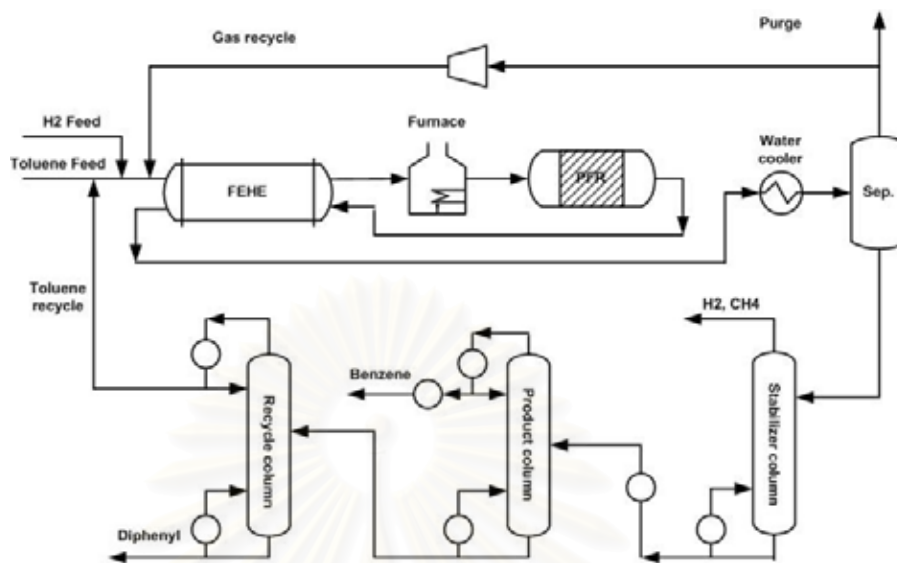 Gas recycle
Purge
H2 Feed
Toluene Feed
Furnace
Water
cooler
FEHE
PFR
Sep.
Toluene
recycle
H2, CH4
Benzene
Recycle column
Product column
Stabilizer column
Diphenyl